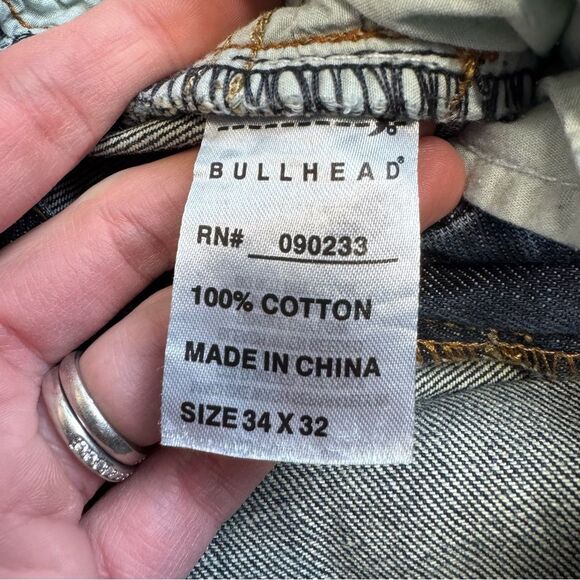 BULLHEAD®
RN# 090233
100% COTTON
MADE IN CHINA
SIZE 34 X 32